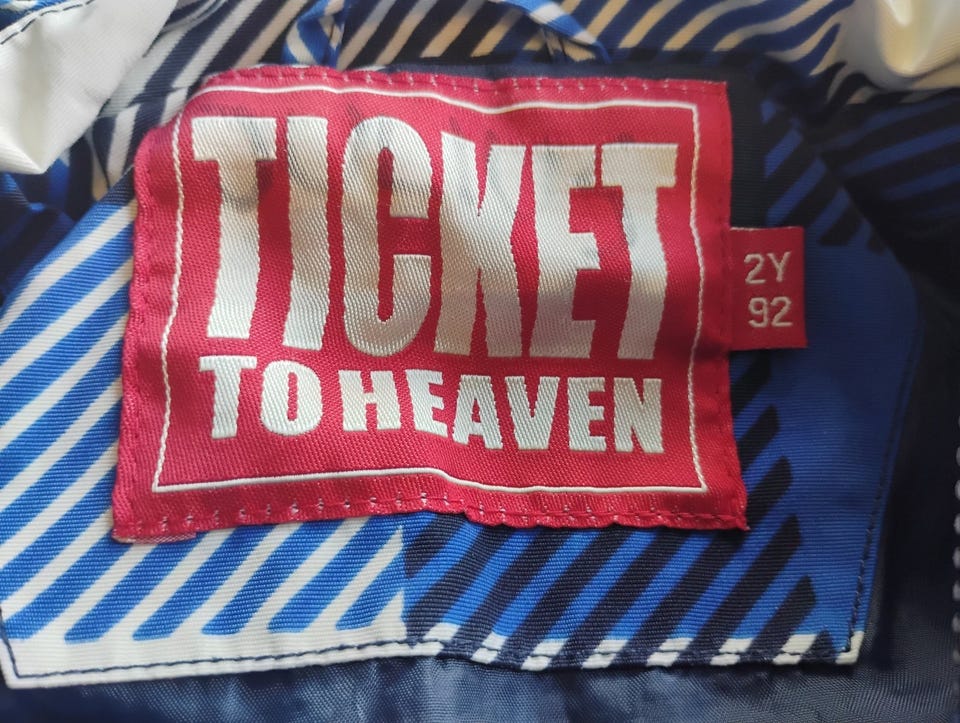 TICKET
TO HEAVEN
2Y
92